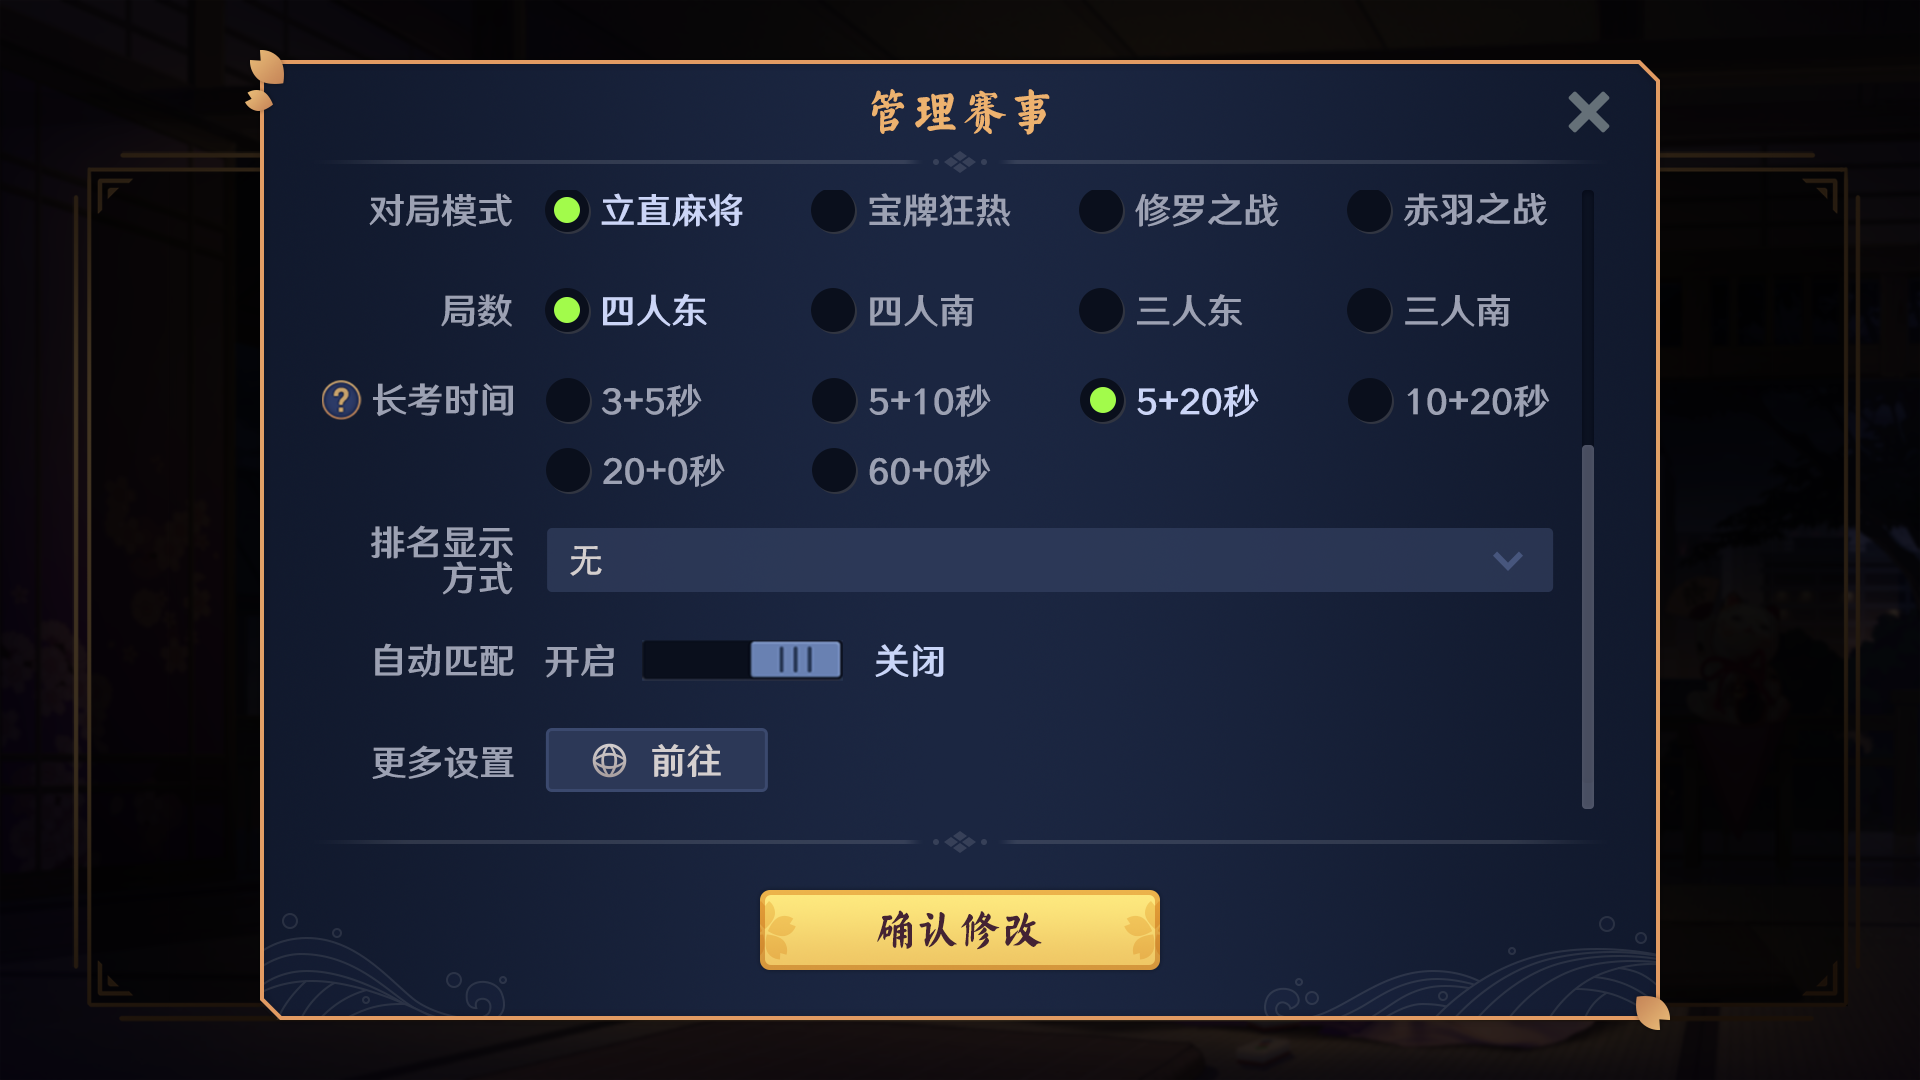 管理赛事
对局模式 立直麻将 宝牌狂热 修罗之战 赤羽之战
局数 四人东 四人南 三人东 三人南
? 长考时间 3+5秒 5+10秒 5+20秒 10+20秒
20+0秒 60+0秒
排名显示
方式
无
自动匹配 开启 关闭
更多设置 前往
确认修改